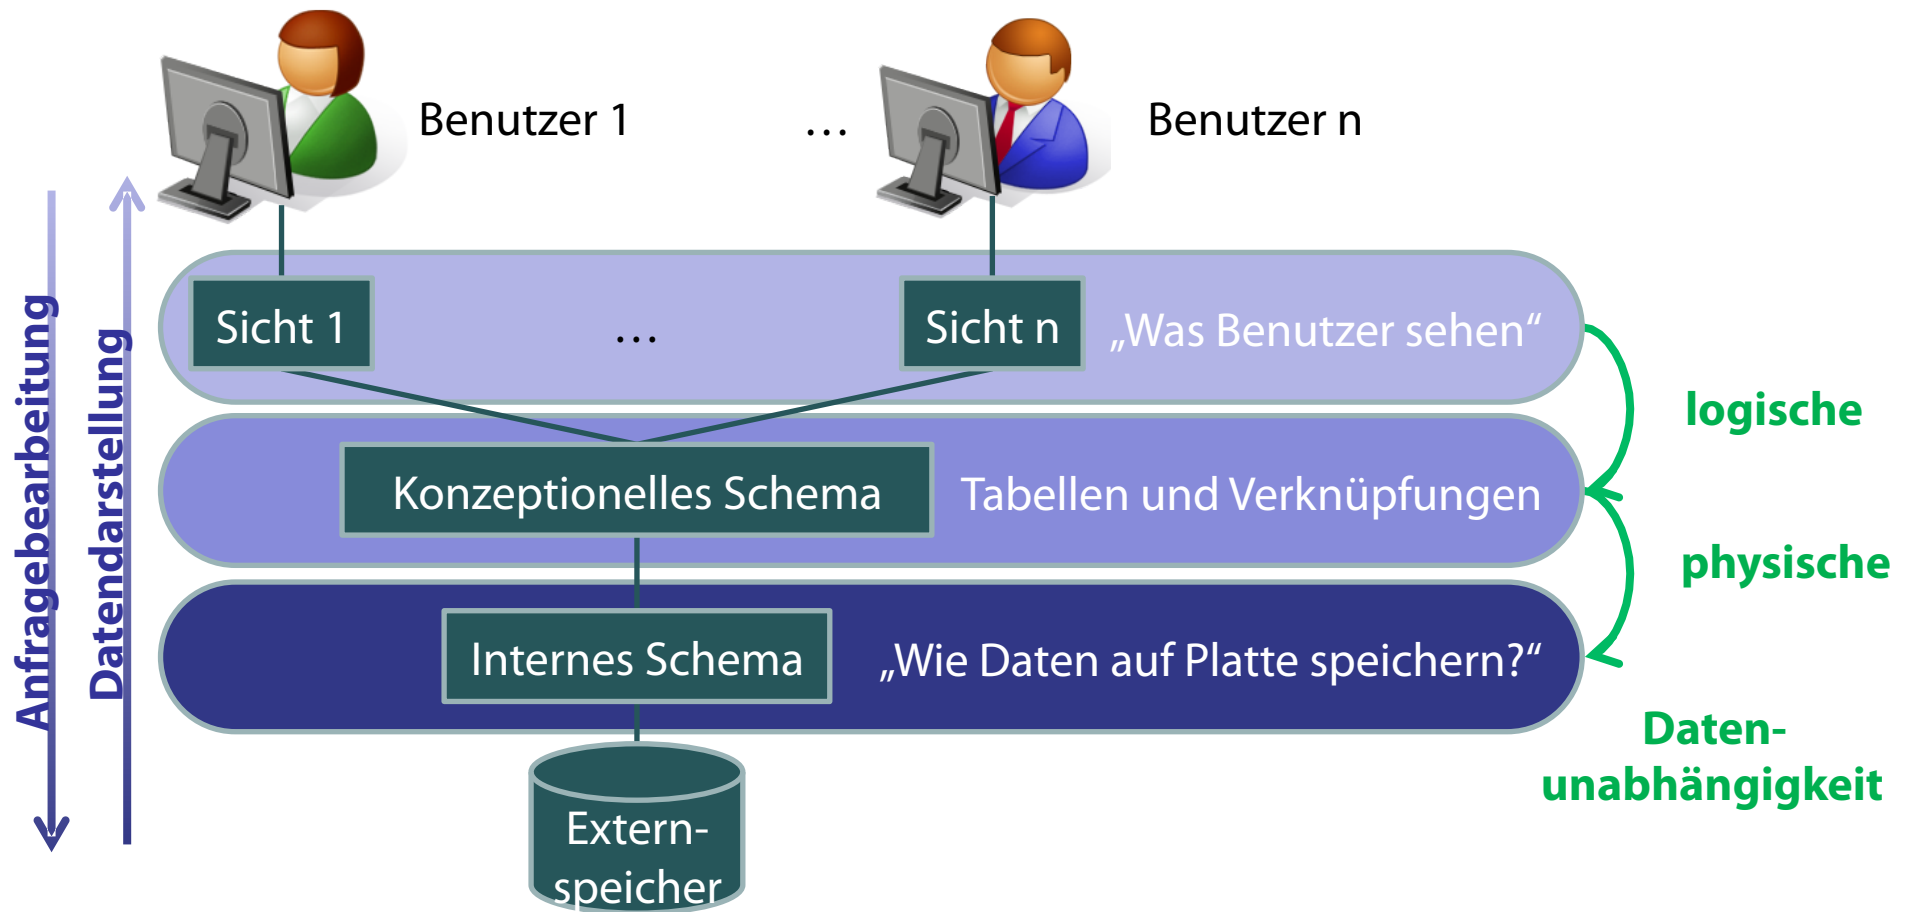 Benutzer 1
…
Benutzer n
Anfragebearbeitung
Datendarstellung
Sicht 1
…
Sicht n
„Was Benutzer sehen“
logische
Konzeptionelles Schema
Tabellen und Verknüpfungen
physische
Internes Schema
„Wie Daten auf Platte speichern?“
Daten-
unabhängigkeit
Extern-
speicher